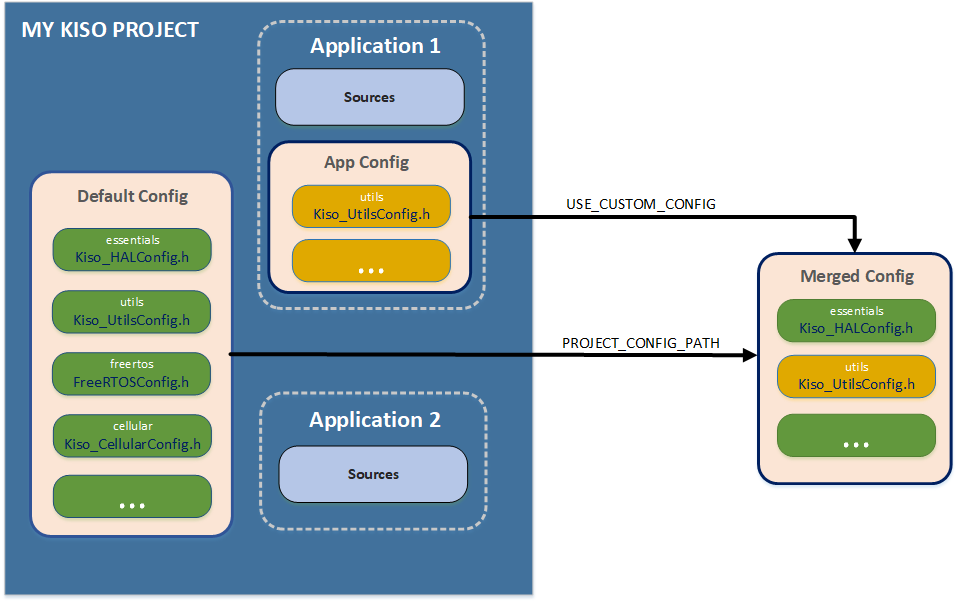 MY KISO PROJECT
Application 1
Sources
App Config
utils
Kiso_UtilsConfig.h
...
Default Config
essentials
Kiso_HALConfig.h
utils
Kiso_UtilsConfig.h
freertos
FreeRTOSConfig.h
cellular
Kiso_CellularConfig.h
...
Application 2
Sources
USE_CUSTOM_CONFIG
PROJECT_CONFIG_PATH
Merged Config
essentials
Kiso_HALConfig.h
utils
Kiso_UtilsConfig.h
...